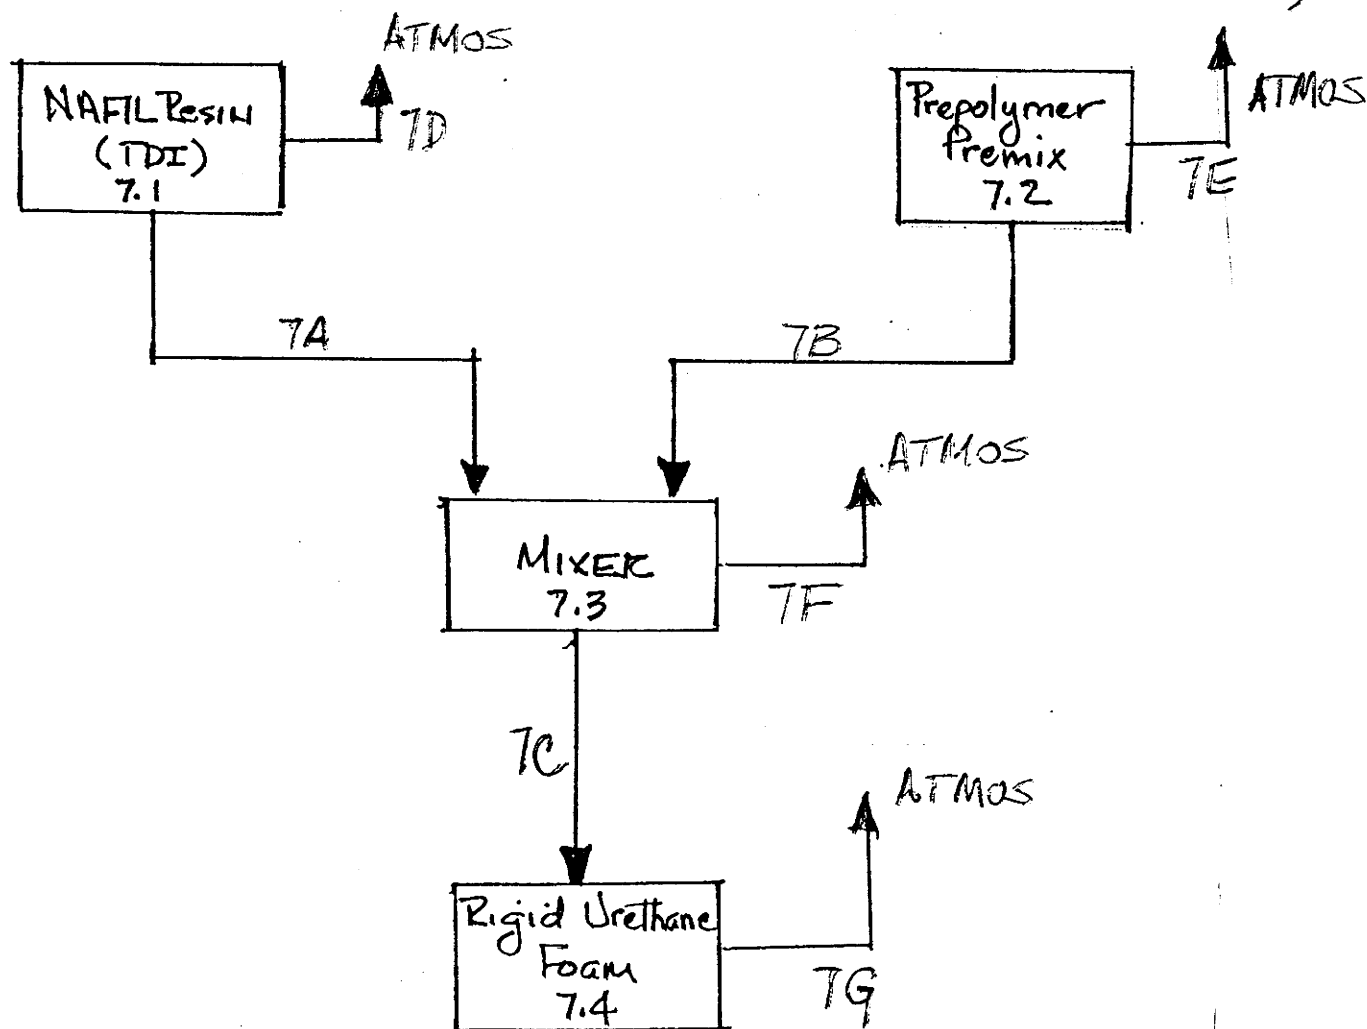 ATMOS
NAFIL Resin
(TDI)
7.1
7D
Prepolymer
Premix
7.2
ATMOS
7E
7A
7B
ATMOS
MIXER
7.3
7F
7C
ATMOS
Rigid Urethane
Foam
7.4
7G